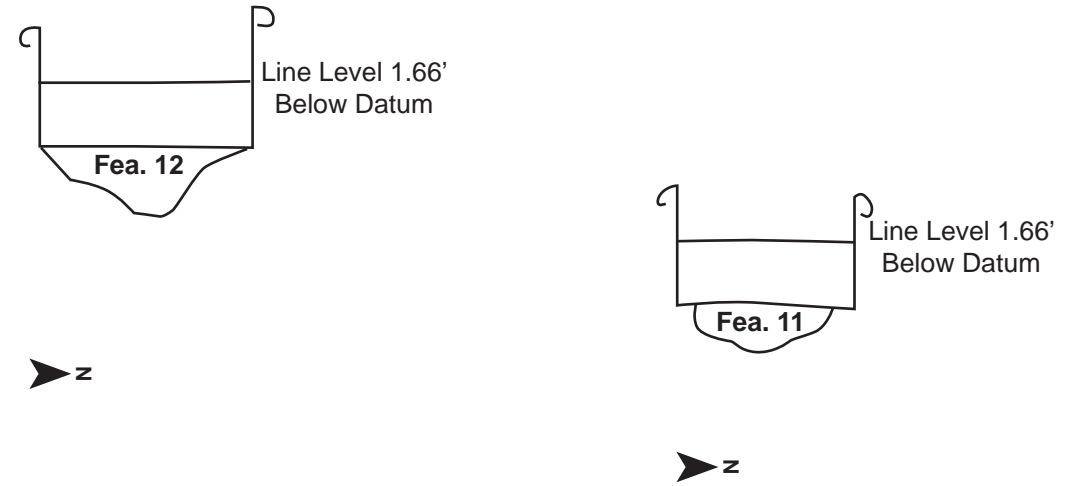 Line Level 1.66’
Below Datum
Fea. 12
N
Line Level 1.66’
Below Datum
Fea. 11
N